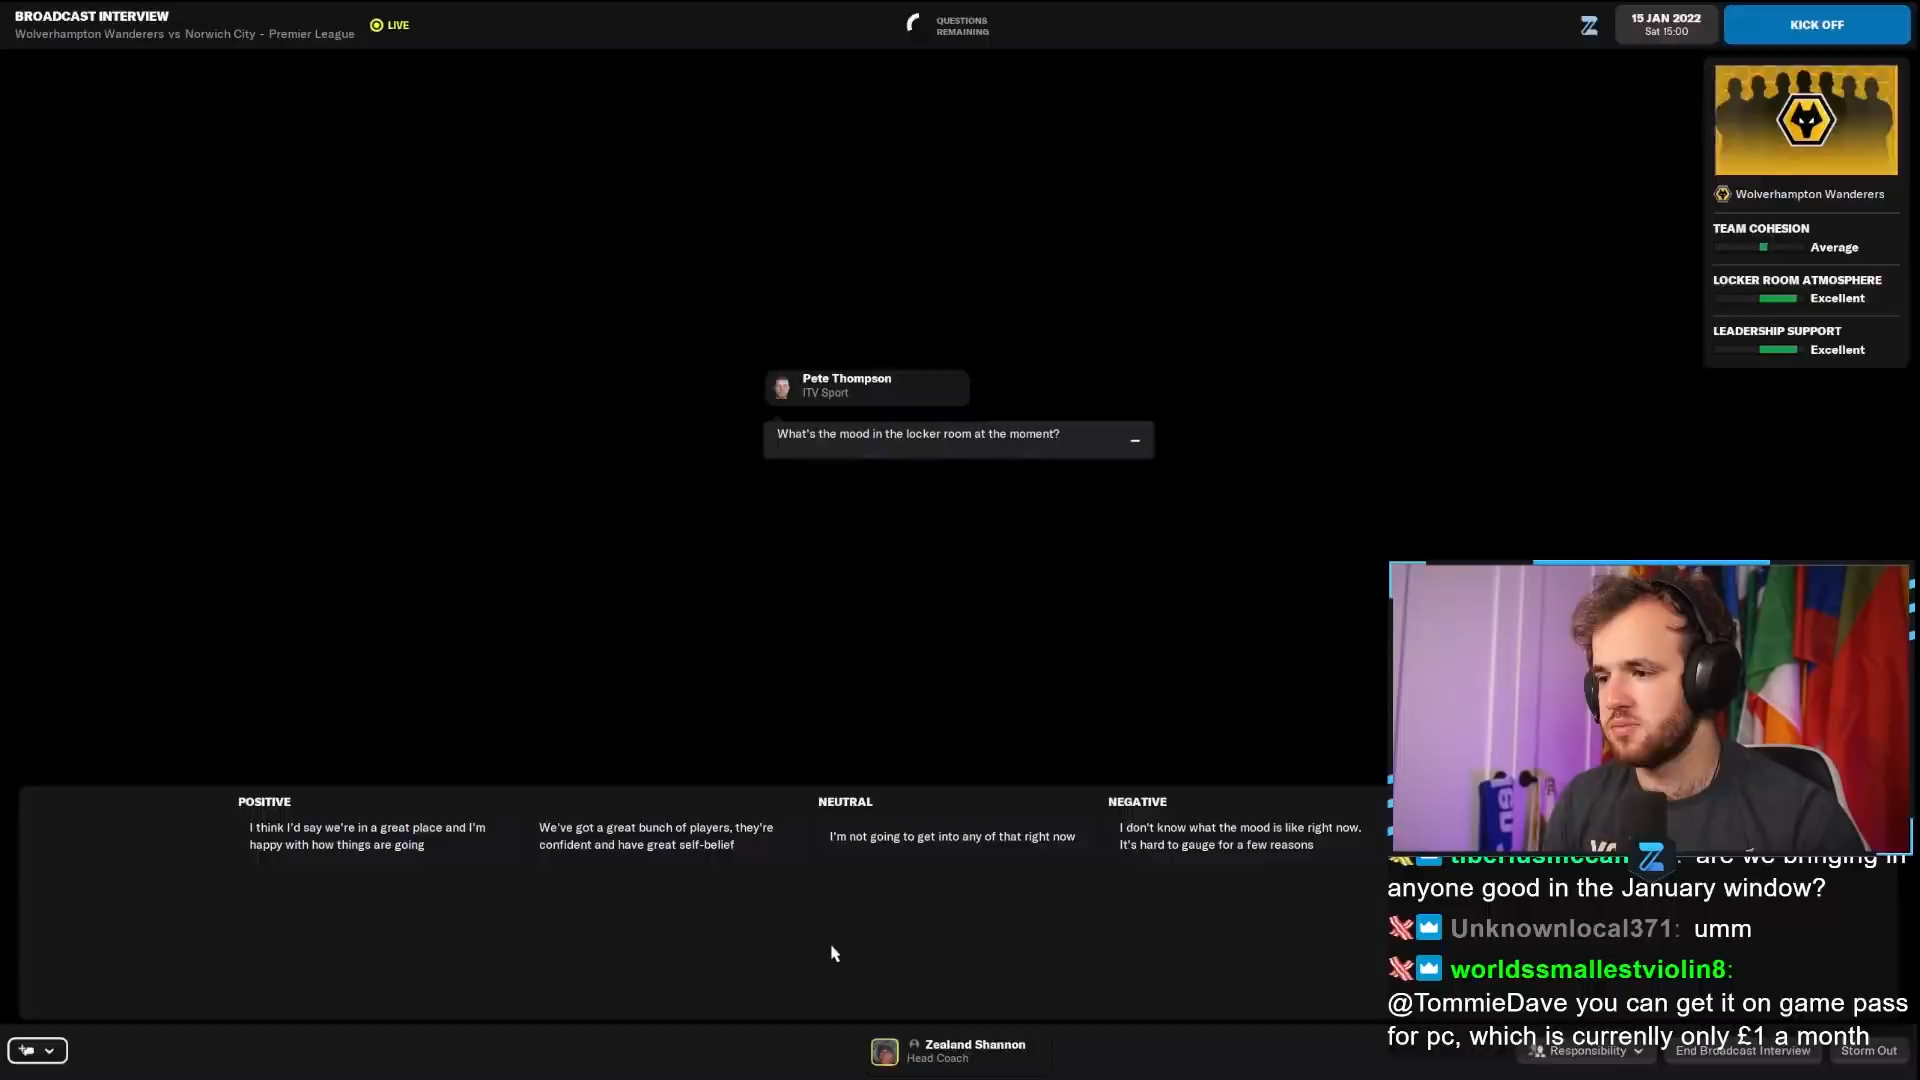 BROADCAST INTERVIEW
Wolverhampton Wanderers vs Norwich City - Premier League
LIVE
QUESTIONS
REMAINING
15 JAN 2022
Sat 15:00
KICK OFF
Wolverhampton Wanderers
TEAM COHESION
Average
LOCKER ROOM ATMOSPHERE
Excellent
LEADERSHIP SUPPORT
Excellent
Pete Thompson
ITV Sport
What's the mood in the locker room at the moment?
POSITIVE
I think I'd say we're in a great place and I'm
happy with how things are going
We've got a great bunch of players, they're
confident and have great self-belief
NEUTRAL
I'm not going to get into any of that right now
NEGATIVE
I don't know what the mood is like right now.
It's hard to gauge for a few reasons
are we bringing in
anyone good in the January window?
Unknownlocal371: umm
worldssmallestviolin8:
@TommieDave you can get it on game pass
for pc, which is currenlly only £1 a month
Zealand Shannon
Head Coach
Responsibility
End Broadcast Interview
Storm Out